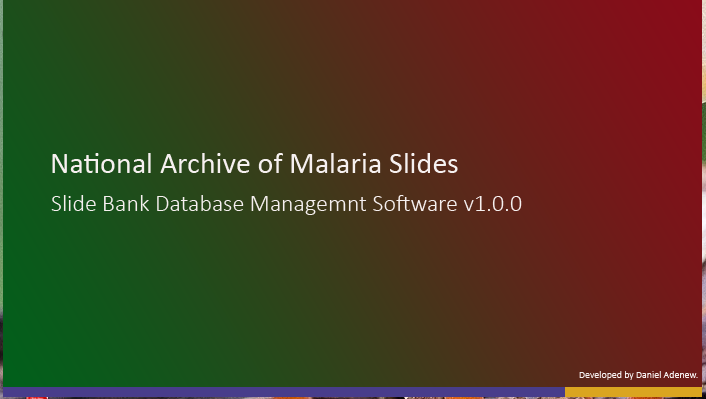 National Archive of Malaria Slides
Slide Bank Database Managemnt Software v1.0.0
Developed by Daniel Adenew.